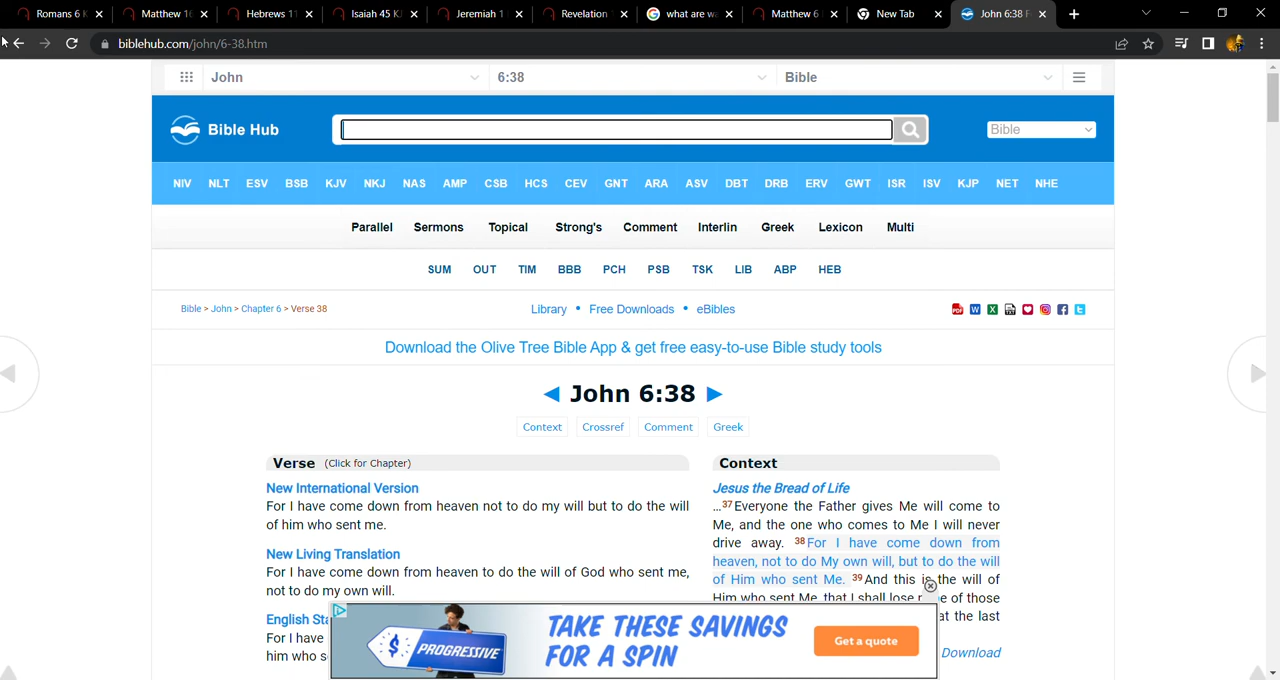 Romans 6 K
Matthew 16
Hebrews 11
Isaiah 45 KJ
Jeremiah 1
Revelation
what are wa
Matthew 6
New Tab
John 6:38 F
biblehub.com/john/6-38.htm
John 6:38 Bible
Bible Hub
Bible
NIV NLT ESV BSB KJV NKJ NAS AMP CSB HCS CEV GNT ARA ASV DBT DRB ERV GWT ISR ISV KJP NET NHE
Parallel Sermons Topical Strong's Comment Interlin Greek Lexicon Multi
SUM OUT TIM BBB PCH PSB TSK LIB ABP HEB
Bible > John > Chapter 6 > Verse 38
Library • Free Downloads • eBibles
Download the Olive Tree Bible App & get free easy-to-use Bible study tools
◄ John 6:38 ►
Context Crossref Comment Greek
Verse (Click for Chapter)
New International Version
For I have come down from heaven not to do my will but to do the will
of him who sent me.
New Living Translation
For I have come down from heaven to do the will of God who sent me,
not to do my own will.
English Sta
For I have
him who s
Context
Jesus the Bread of Life
…37Everyone the Father gives Me will come to
Me, and the one who comes to Me I will never
drive away. 38For I have come down from
heaven, not to do My own will, but to do the will
of Him who sent Me. 39And this is the will of
Him who sent Me, that I shall lose none of those
at the last
Download
PROGRESSIVE
TAKE THESE SAVINGS
FOR A SPIN
Get a quote